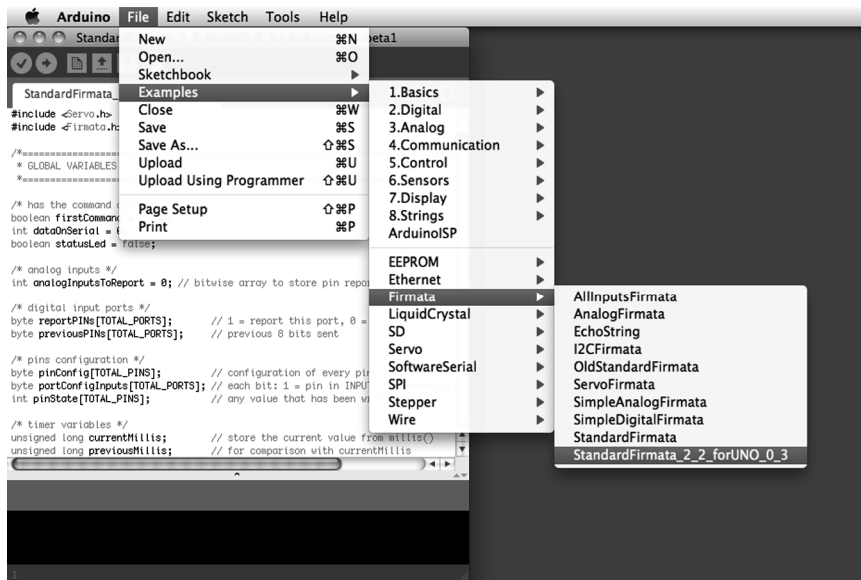 Arduino File Edit Sketch Tools Help
Standar eta1
New ⌘N
Open... ⌘O
Sketchbook
Examples
Close ⌘W
Save ⌘S
Save As... ⇧⌘S
Upload ⌘U
Upload Using Programmer ⇧⌘U
Page Setup ⇧⌘P
Print ⌘P
1.Basics
2.Digital
3.Analog
4.Communication
5.Control
6.Sensors
7.Display
8.Strings
ArduinoISP
EEPROM
Ethernet
Firmata
LiquidCrystal
SD
Servo
SoftwareSerial
SPI
Stepper
Wire
AllInputsFirmata
AnalogFirmata
EchoString
I2CFirmata
OldStandardFirmata
ServoFirmata
SimpleAnalogFirmata
SimpleDigitalFirmata
StandardFirmata
StandardFirmata_2_2_forUNO_0_3
StandardFirmata_
#include <Servo.h>
#include <Firmata.h>
/*==================
* GLOBAL VARIABLES
*==================
/* has the command
boolean firstCommand
int dataOnSerial =
boolean statusLed = false;
/* analog inputs */
int analogInputsToReport = 0; // bitwise array to store pin repor
/* digital input ports */
byte reportPINs[TOTAL_PORTS]; // 1 = report this port, 0 =
byte previousPINs[TOTAL_PORTS]; // previous 8 bits sent
/* pins configuration */
byte pinConfig[TOTAL_PINS]; // configuration of every pin
byte portConfigInputs[TOTAL_PORTS]; // each bit: 1 = pin in INPUT
int pinState[TOTAL_PINS]; // any value that has been wr
/* timer variables */
unsigned long currentMillis; // store the current value from millis()
unsigned long previousMillis; // for comparison with currentMillis
1